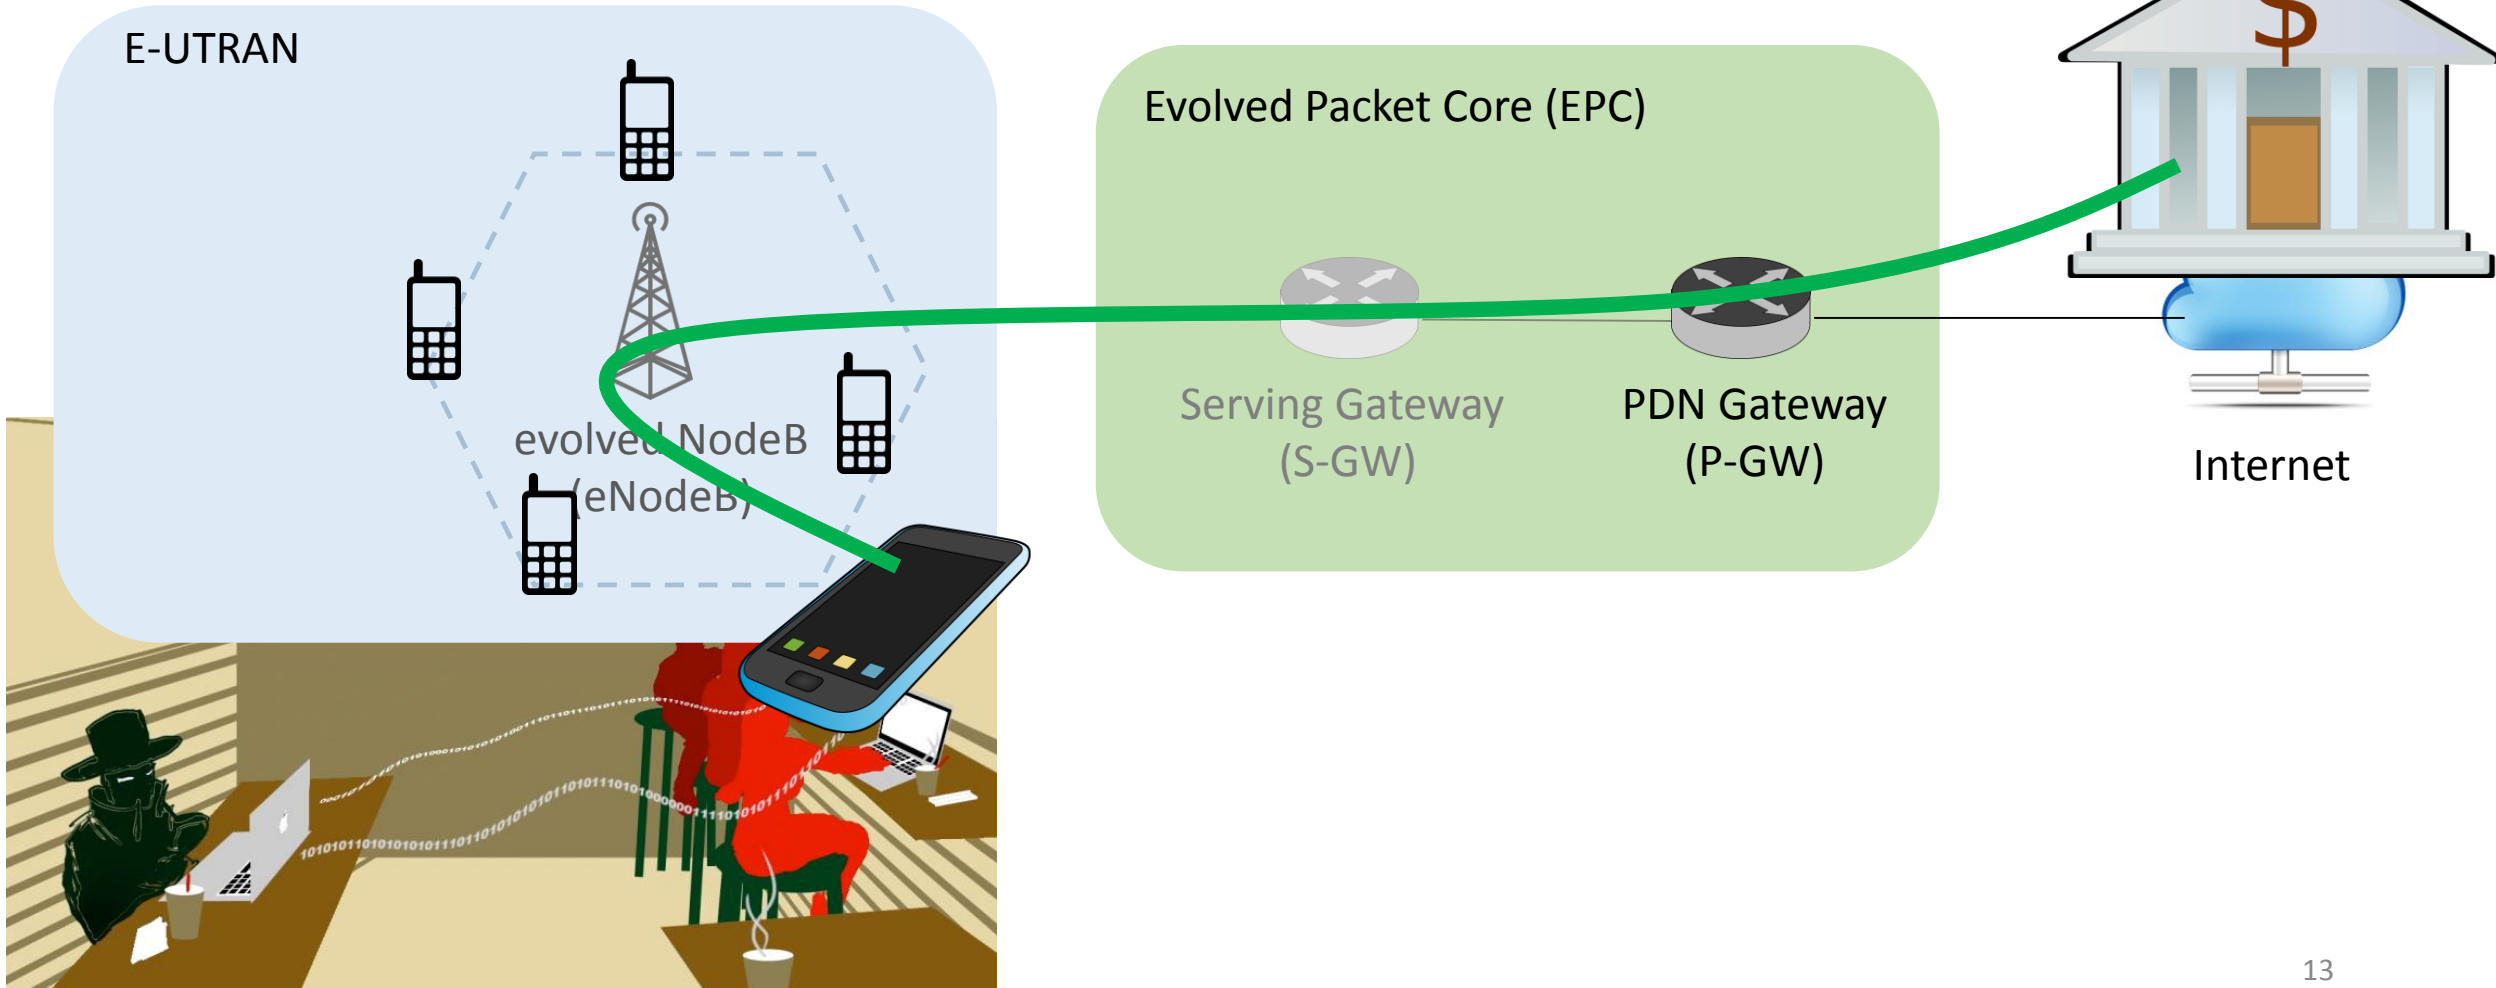 E-UTRAN
Evolved Packet Core (EPC)
$
evolved NodeB
(eNodeB)
Serving Gateway
(S-GW)
PDN Gateway
(P-GW)
Internet
13